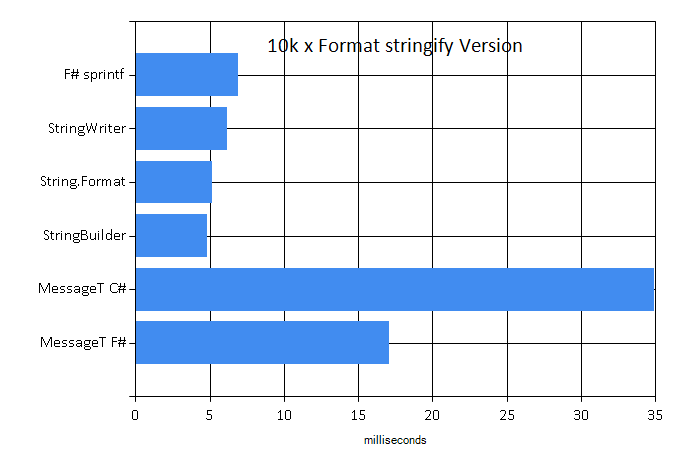 10k x Format stringify Version
F# sprintf
StringWriter
String.Format
StringBuilder
MessageT C#
MessageT F#
0 5 10 15 20 25 30 35
milliseconds